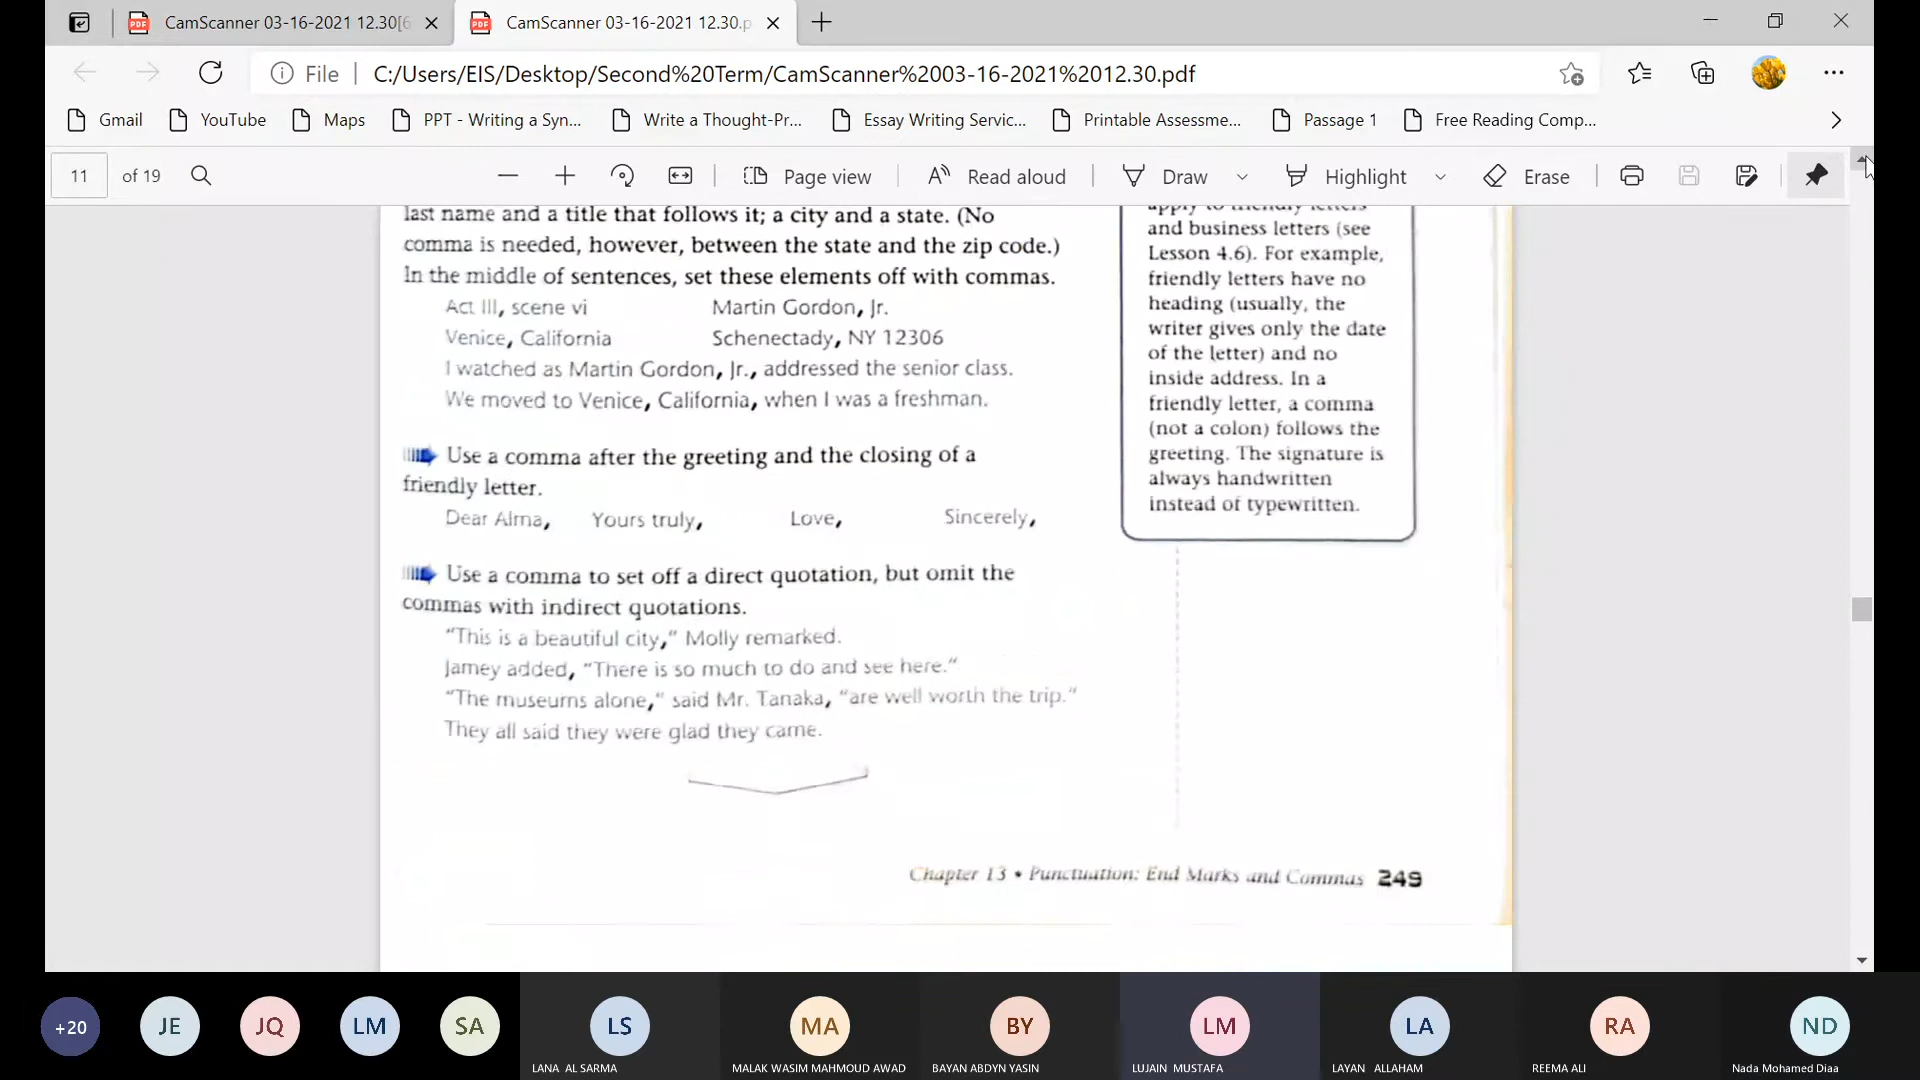 CamScanner 03-16-2021 12.30[6
CamScanner 03-16-2021 12.30.p
File
C:/Users/EIS/Desktop/Second%20Term/CamScanner%2003-16-2021%2012.30.pdf
Gmail
YouTube
Maps
PPT - Writing a Syn...
Write a Thought-Pr...
Essay Writing Servic...
Printable Assessme...
Passage 1
Free Reading Comp...
11 of 19
Page view
Read aloud
Draw
Highlight
Erase
last name and a title that follows it; a city and a state. (No
comma is needed, however, between the state and the zip code.)
In the middle of sentences, set these elements off with commas.
Act III, scene vi
Martin Gordon, Jr.
Venice, California
Schenectady, NY 12306
I watched as Martin Gordon, Jr., addressed the senior class.
We moved to Venice, California, when I was a freshman.
Use a comma after the greeting and the closing of a
friendly letter.
Dear Alma, Yours truly, Love, Sincerely,
Use a comma to set off a direct quotation, but omit the
commas with indirect quotations.
"This is a beautiful city," Molly remarked.
Jamey added, "There is so much to do and see here."
"The museums alone," said Mr. Tanaka, "are well worth the trip."
They all said they were glad they came.
apply to friendly letters
and business letters (see
Lesson 4.6). For example,
friendly letters have no
heading (usually, the
writer gives only the date
of the letter) and no
inside address. In a
friendly letter, a comma
(not a colon) follows the
greeting. The signature is
always handwritten
instead of typewritten.
Chapter 13 • Punctuation: End Marks and Commas 249
+20
JE
JQ
LM
SA
LS
LANA AL SARMA
MA
MALAK WASIM MAHMOUD AWAD
BY
BAYAN ABDYN YASIN
LM
LUJAIN MUSTAFA
LA
LAYAN ALLAHAM
RA
REEMA ALI
ND
Nada Mohamed Diaa